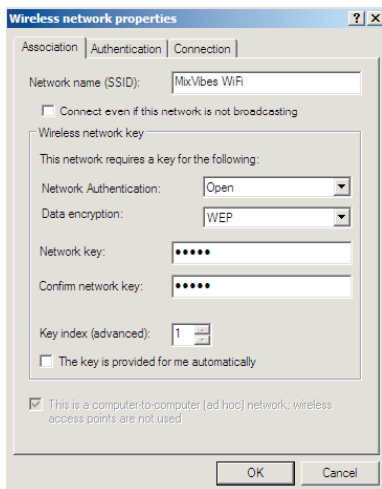 Wireless network properties
Association
Authentication
Connection
Network name (SSID):
MixVibes WiFi
Connect even if this network is not broadcasting
Wireless network key
This network requires a key for the following:
Network Authentication:
Open
Data encryption:
WEP
Network key:
•••••
Confirm network key:
•••••
Key index (advanced):
1
The key is provided for me automatically
This is a computer-to-computer (ad hoc) network; wireless
access points are not used
OK
Cancel